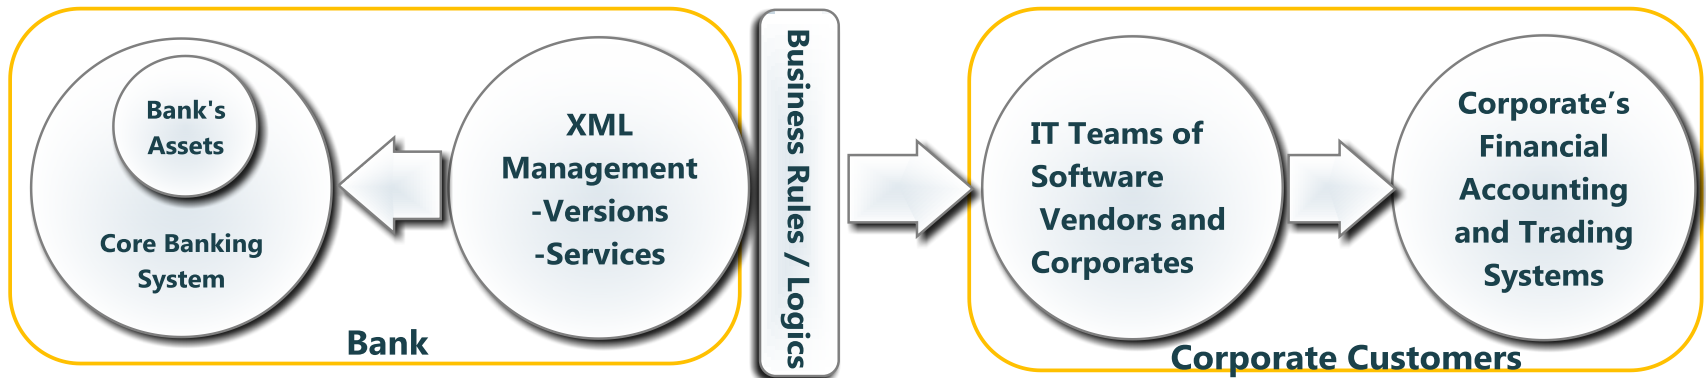 Bank's
Assets
Core Banking
System
XML
Management
-Versions
-Services
Bank
Business Rules / Logics
IT Teams of
Software
Vendors and
Corporates
Corporate’s
Financial
Accounting
and Trading
Systems
Corporate Customers